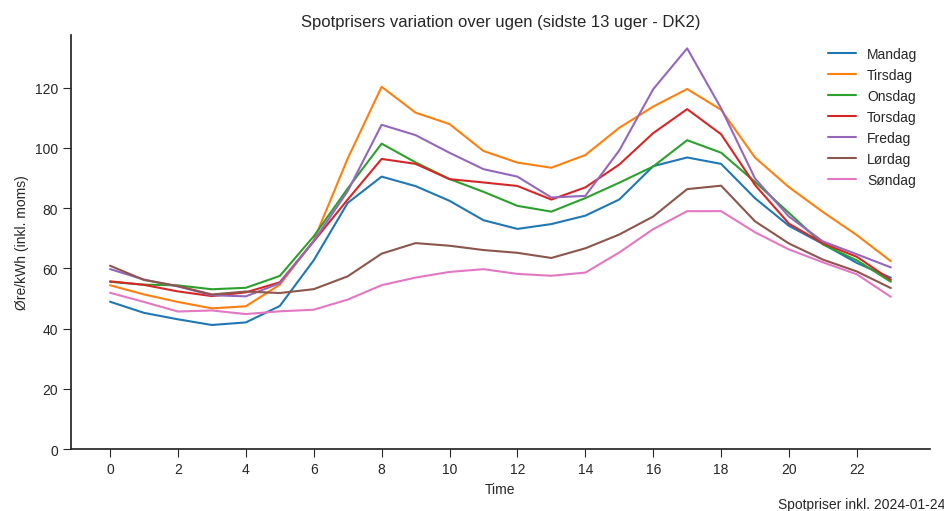 Spotprisers variation over ugen (sidste 13 uger - DK2)
Mandag
Tirsdag
Onsdag
Torsdag
Fredag
Lørdag
Søndag
Øre/kWh (inkl. moms)
120
100
80
60
40
20
0
0 2 4 6 8 10 12 14 16 18 20 22
Time
Spotpriser inkl. 2024-01-24